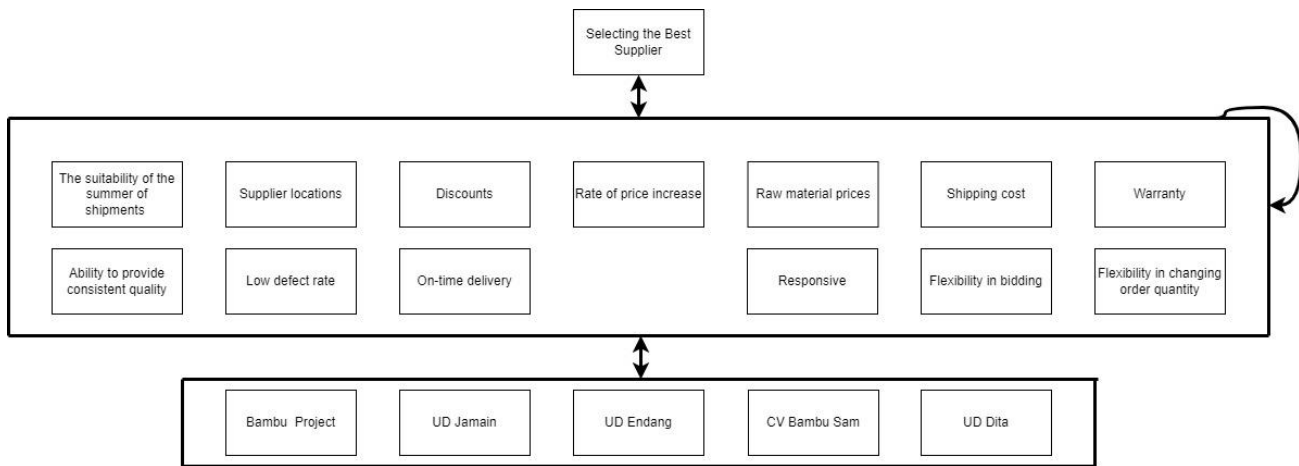 Selecting the Best
Supplier
The suitability of the
summer of
shipments
Supplier locations
Discounts
Rate of price increase
Raw material prices
Shipping cost
Warranty
Ability to provide
consistent quality
Low defect rate
On-time delivery
Responsive
Flexibility in bidding
Flexibility in changing
order quantity
Bambu Project
UD Jamain
UD Endang
CV Bambu Sam
UD Dita